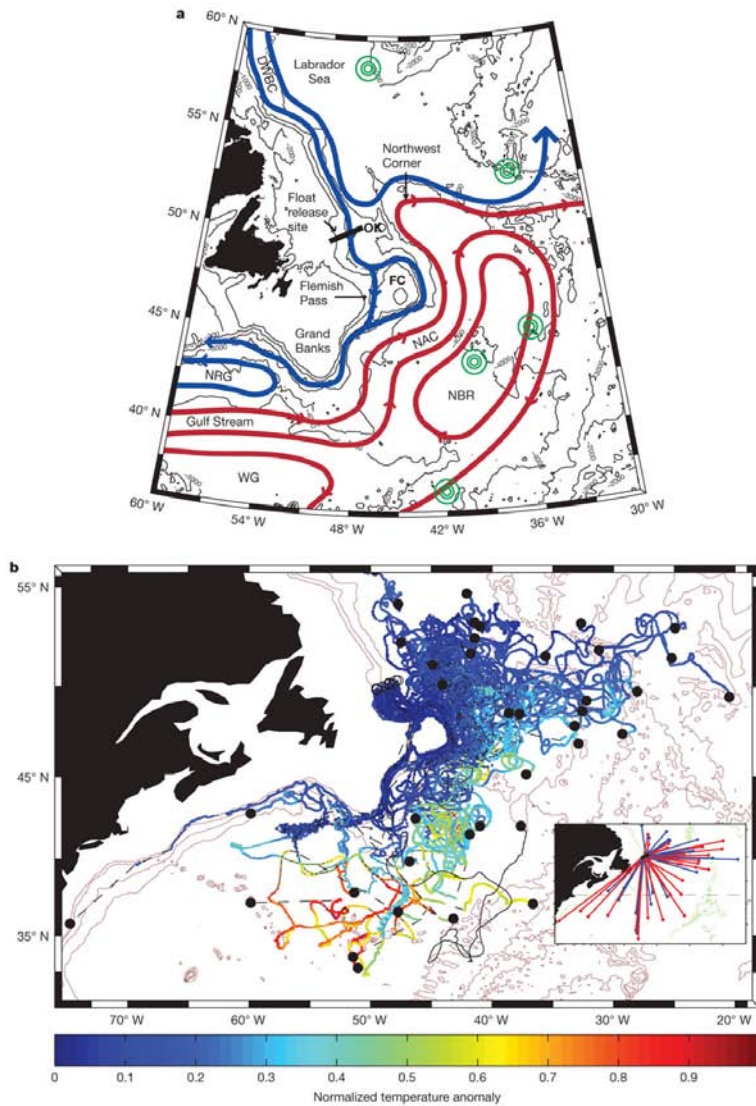 a
60° N
55° N
50° N
45° N
40° N
60° W
54° W
48° W
42° W
36° W
30° W
DWBC
Labrador
Sea
Northwest
Corner
Float
release
site
OK
Flemish
Pass
FC
Grand
Banks
NAC
NRG
NBR
Gulf Stream
WG
b
55° N
45° N
35° N
70° W
60° W
50° W
40° W
30° W
20° W
0
0.1
0.2
0.3
0.4
0.5
0.6
0.7
0.8
0.9
Normalized temperature anomaly